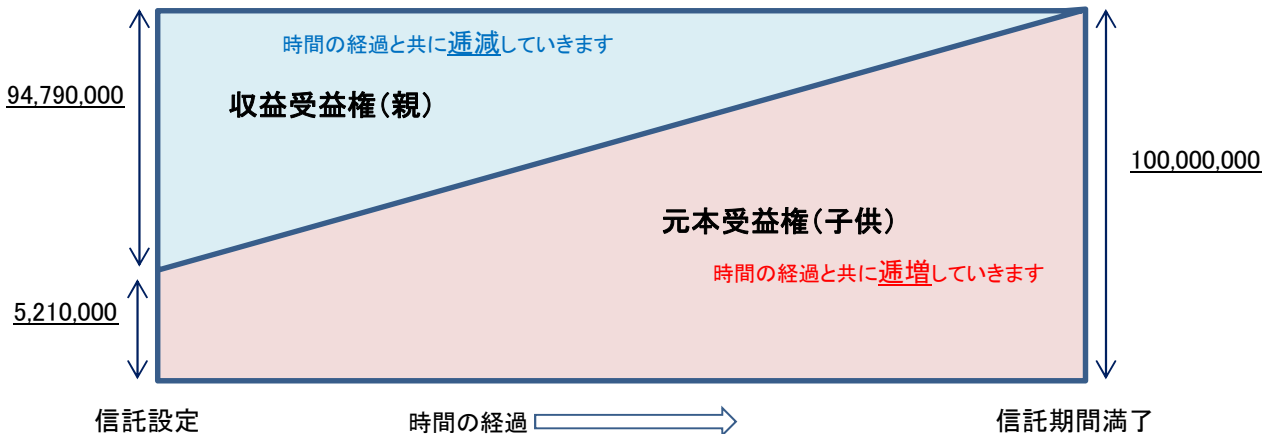 時間の経過と共に逓減していきます
94,790,000
収益受益権(親)
100,000,000
元本受益権(子供)
時間の経過と共に逓増していきます
5,210,000
信託設定
時間の経過
信託期間満了